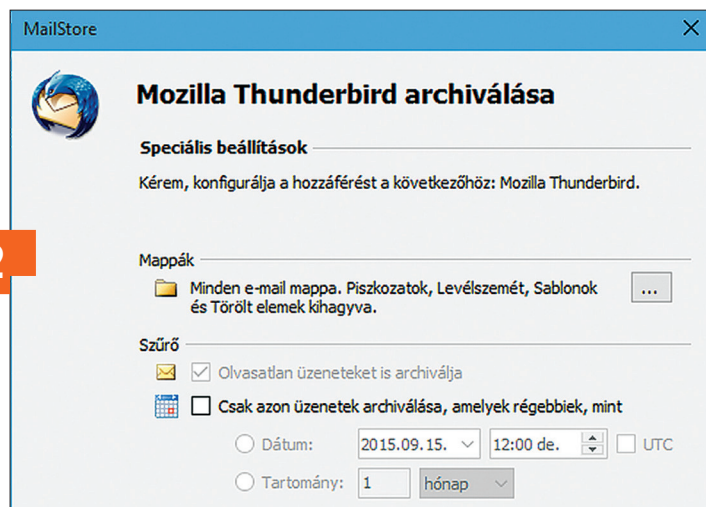 MailStore
Mozilla Thunderbird archiválása
Speciális beállítások
Kérem, konfigurálja a hozzáférést a következőhöz: Mozilla Thunderbird.
Mappák
Minden e-mail mappa. Piszkozatok, Levélszemét, Sablonok
és Törölt elemek kihagyva.
...
Szűrő
Olvasatlan üzeneteket is archiválja
Csak azon üzenetek archiválása, amelyek régebbiek, mint
Dátum: 2015.09.15. 12:00 de. UTC
Tartomány: 1 hónap